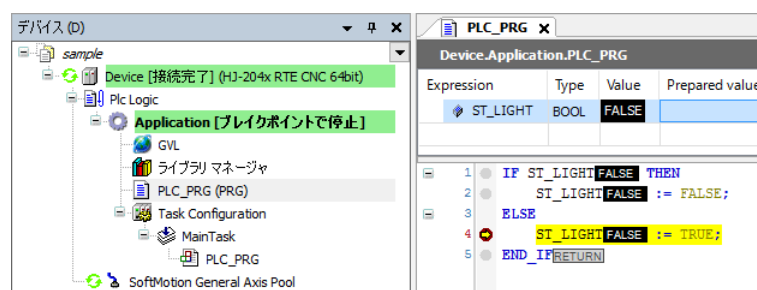 デバイス (D)
sample
Device [接続完了] (HJ-204x RTE CNC 64bit)
Plc Logic
Application [ブレイクポイントで停止]
GVL
ライブラリ マネージャ
PLC_PRG (PRG)
Task Configuration
MainTask
PLC_PRG
SoftMotion General Axis Pool
PLC_PRG
Device.Application.PLC_PRG
Expression Type Value Prepared value
ST_LIGHT BOOL FALSE
1 IF ST_LIGHT FALSE THEN
2 ST_LIGHT FALSE := FALSE;
3 ELSE
4 ST_LIGHT FALSE := TRUE;
5 END_IF RETURN